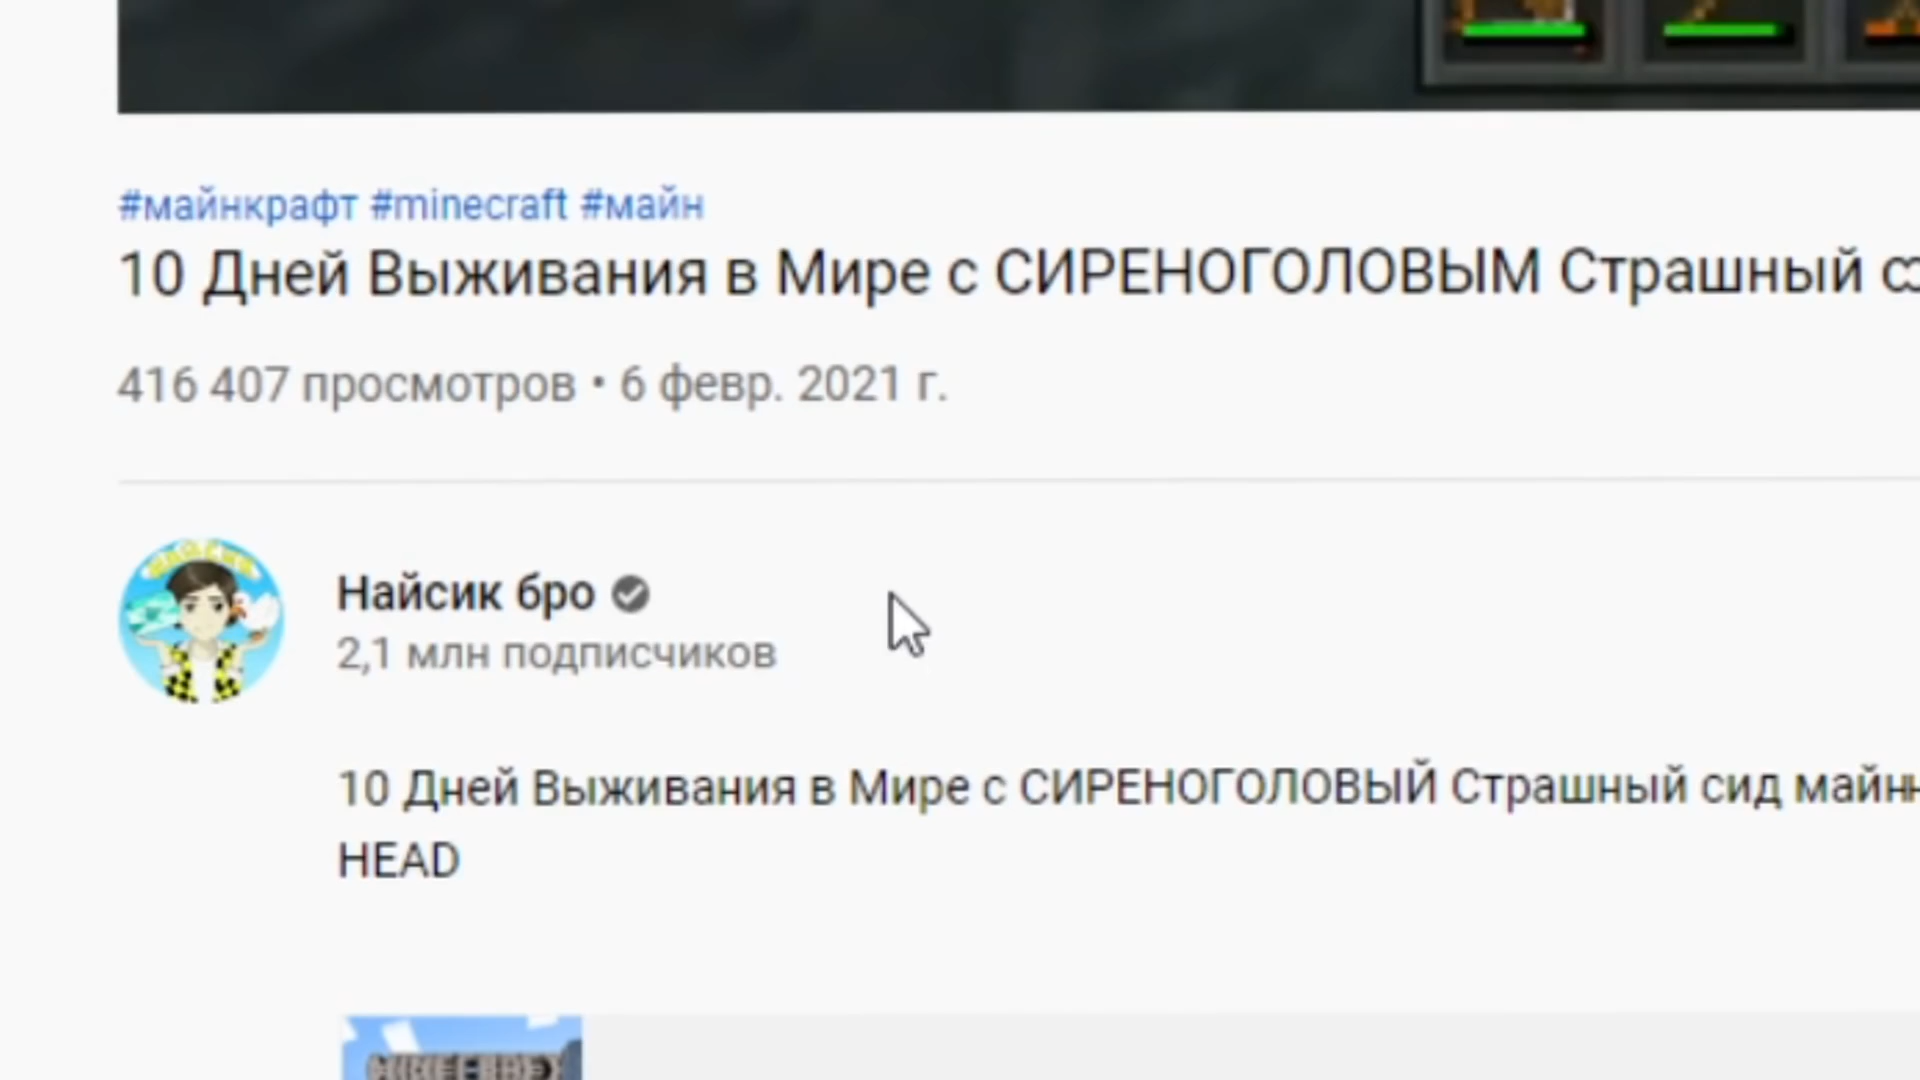 #майнкрафт #minecraft #майн
10 Дней Выживания в Мире с СИРЕНОГОЛОВЫМ Страшный
416 407 просмотров • 6 февр. 2021 г.
Найсик бро
2,1 млн подписчиков
10 Дней Выживания в Мире с СИРЕНОГОЛОВЫЙ Страшный сид
HEAD